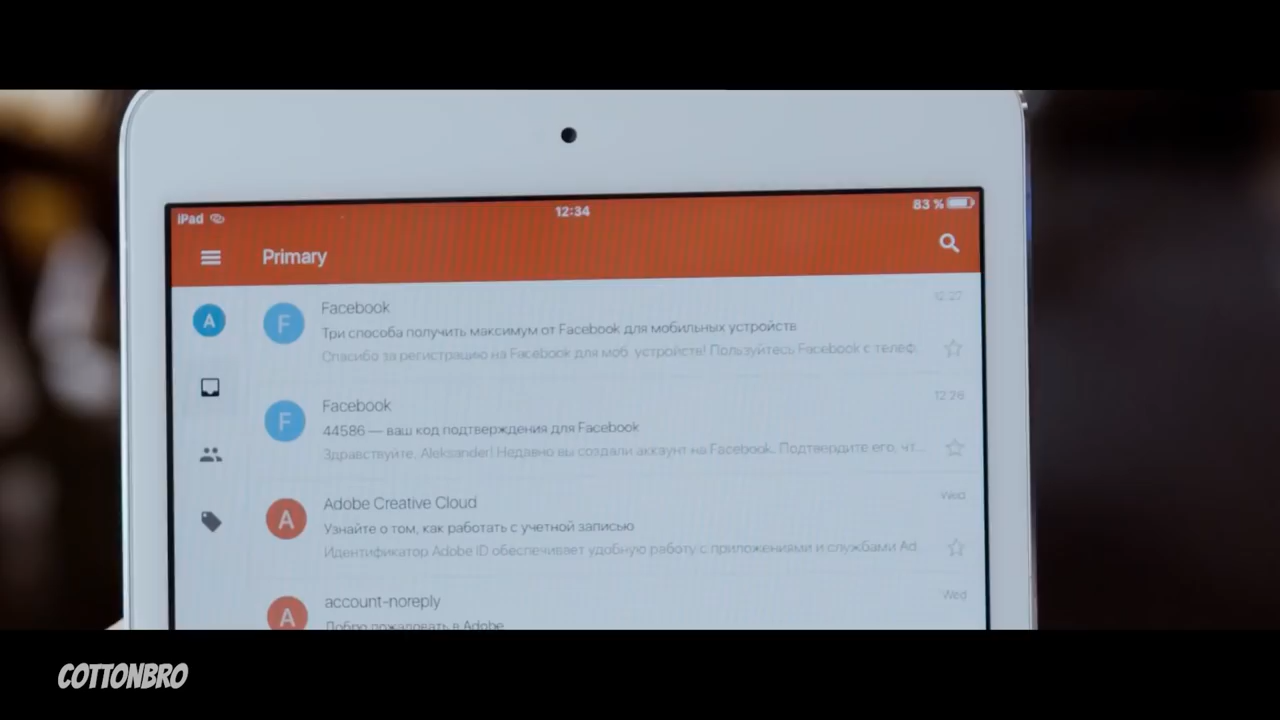 iPad 12:34 83 %
Primary
A
F Facebook 12:27
Три способа получить максимум от Facebook для мобильных устройств
Спасибо за регистрацию на Facebook для моб. устройств! Пользуйтесь Facebook с телеф
F Facebook 12:26
44586 — ваш код подтверждения для Facebook
Здравствуйте, Aleksander! Недавно вы создали аккаунт на Facebook. Подтвердите его, чт...
A Adobe Creative Cloud Wed
Узнайте о том, как работать с учетной записью
Идентификатор Adobe ID обеспечивает удобную работу с приложениями и службами Ad
A account-noreply Wed
Добро пожаловать в Adobe
COTTONBRO